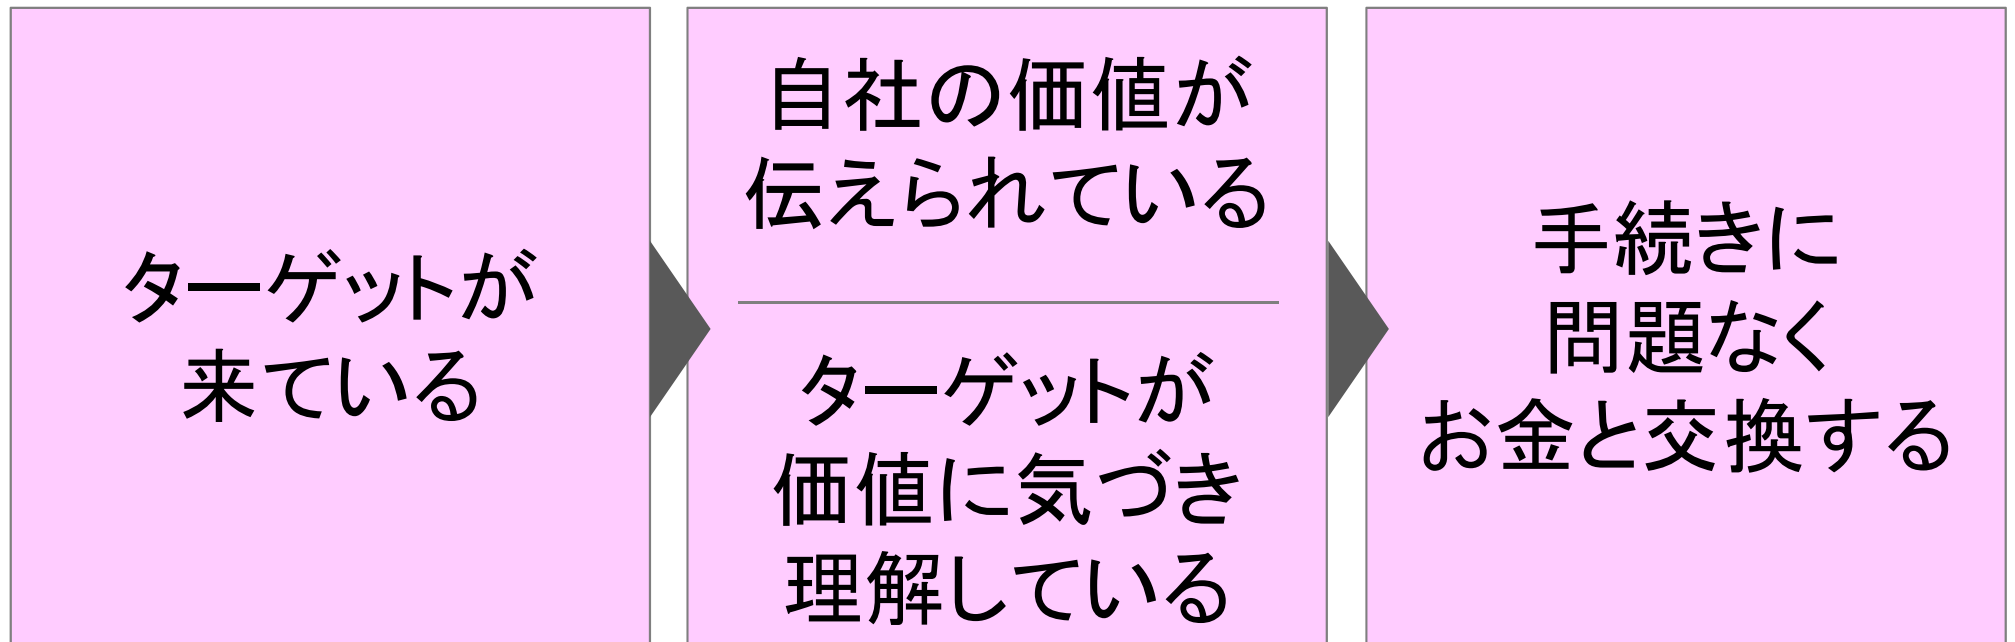 ターゲットが
来ている
自社の価値が
伝えられている
ターゲットが
価値に気づき
理解している
手続きに
問題なく
お金と交換する